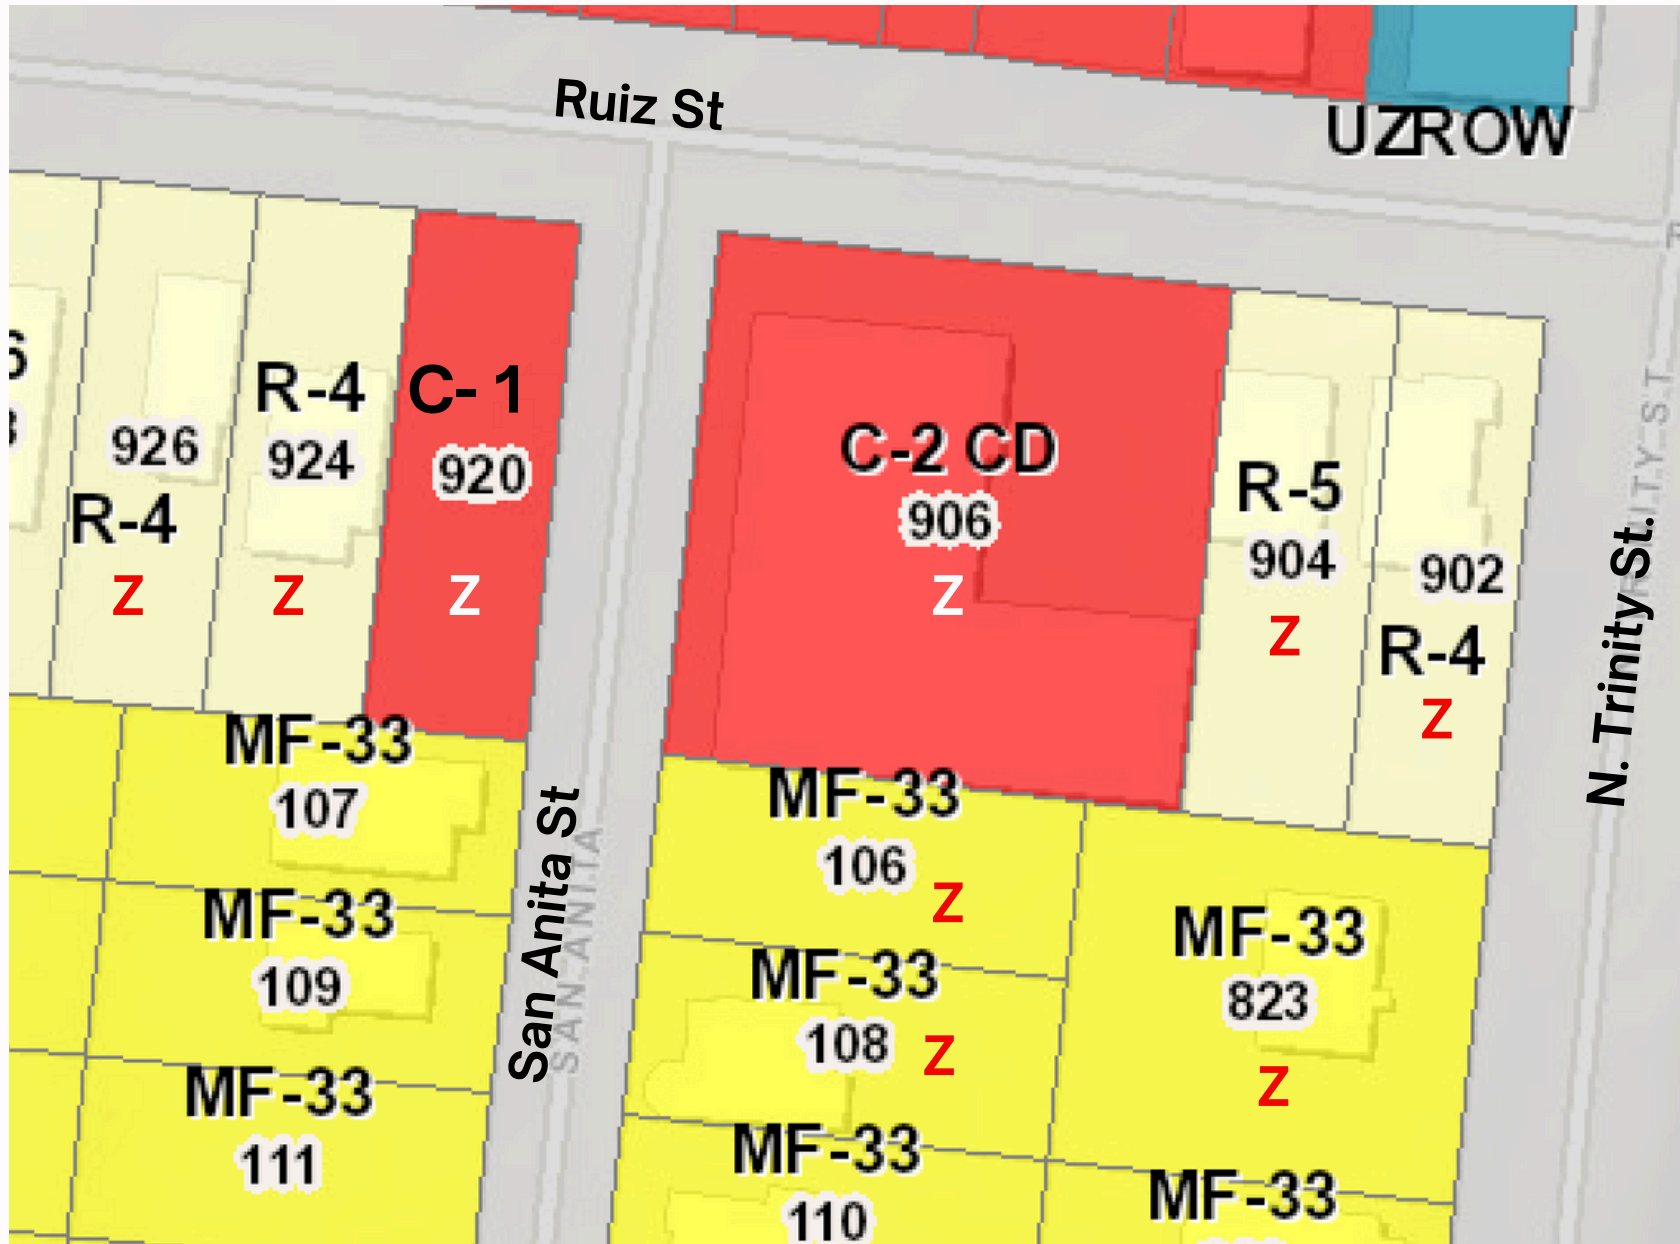 Ruiz St
UZROW
R-4
924
Z
926
R-4
Z
C- 1
920
Z
C-2 CD
906
Z
R-5
904
Z
902
R-4
Z
N. Trinity St.
MF-33
107
MF-33
109
MF-33
111
San Anita St
SAN ANITA
MF-33
106
Z
MF-33
108
Z
MF-33
110
MF-33
823
Z
MF-33